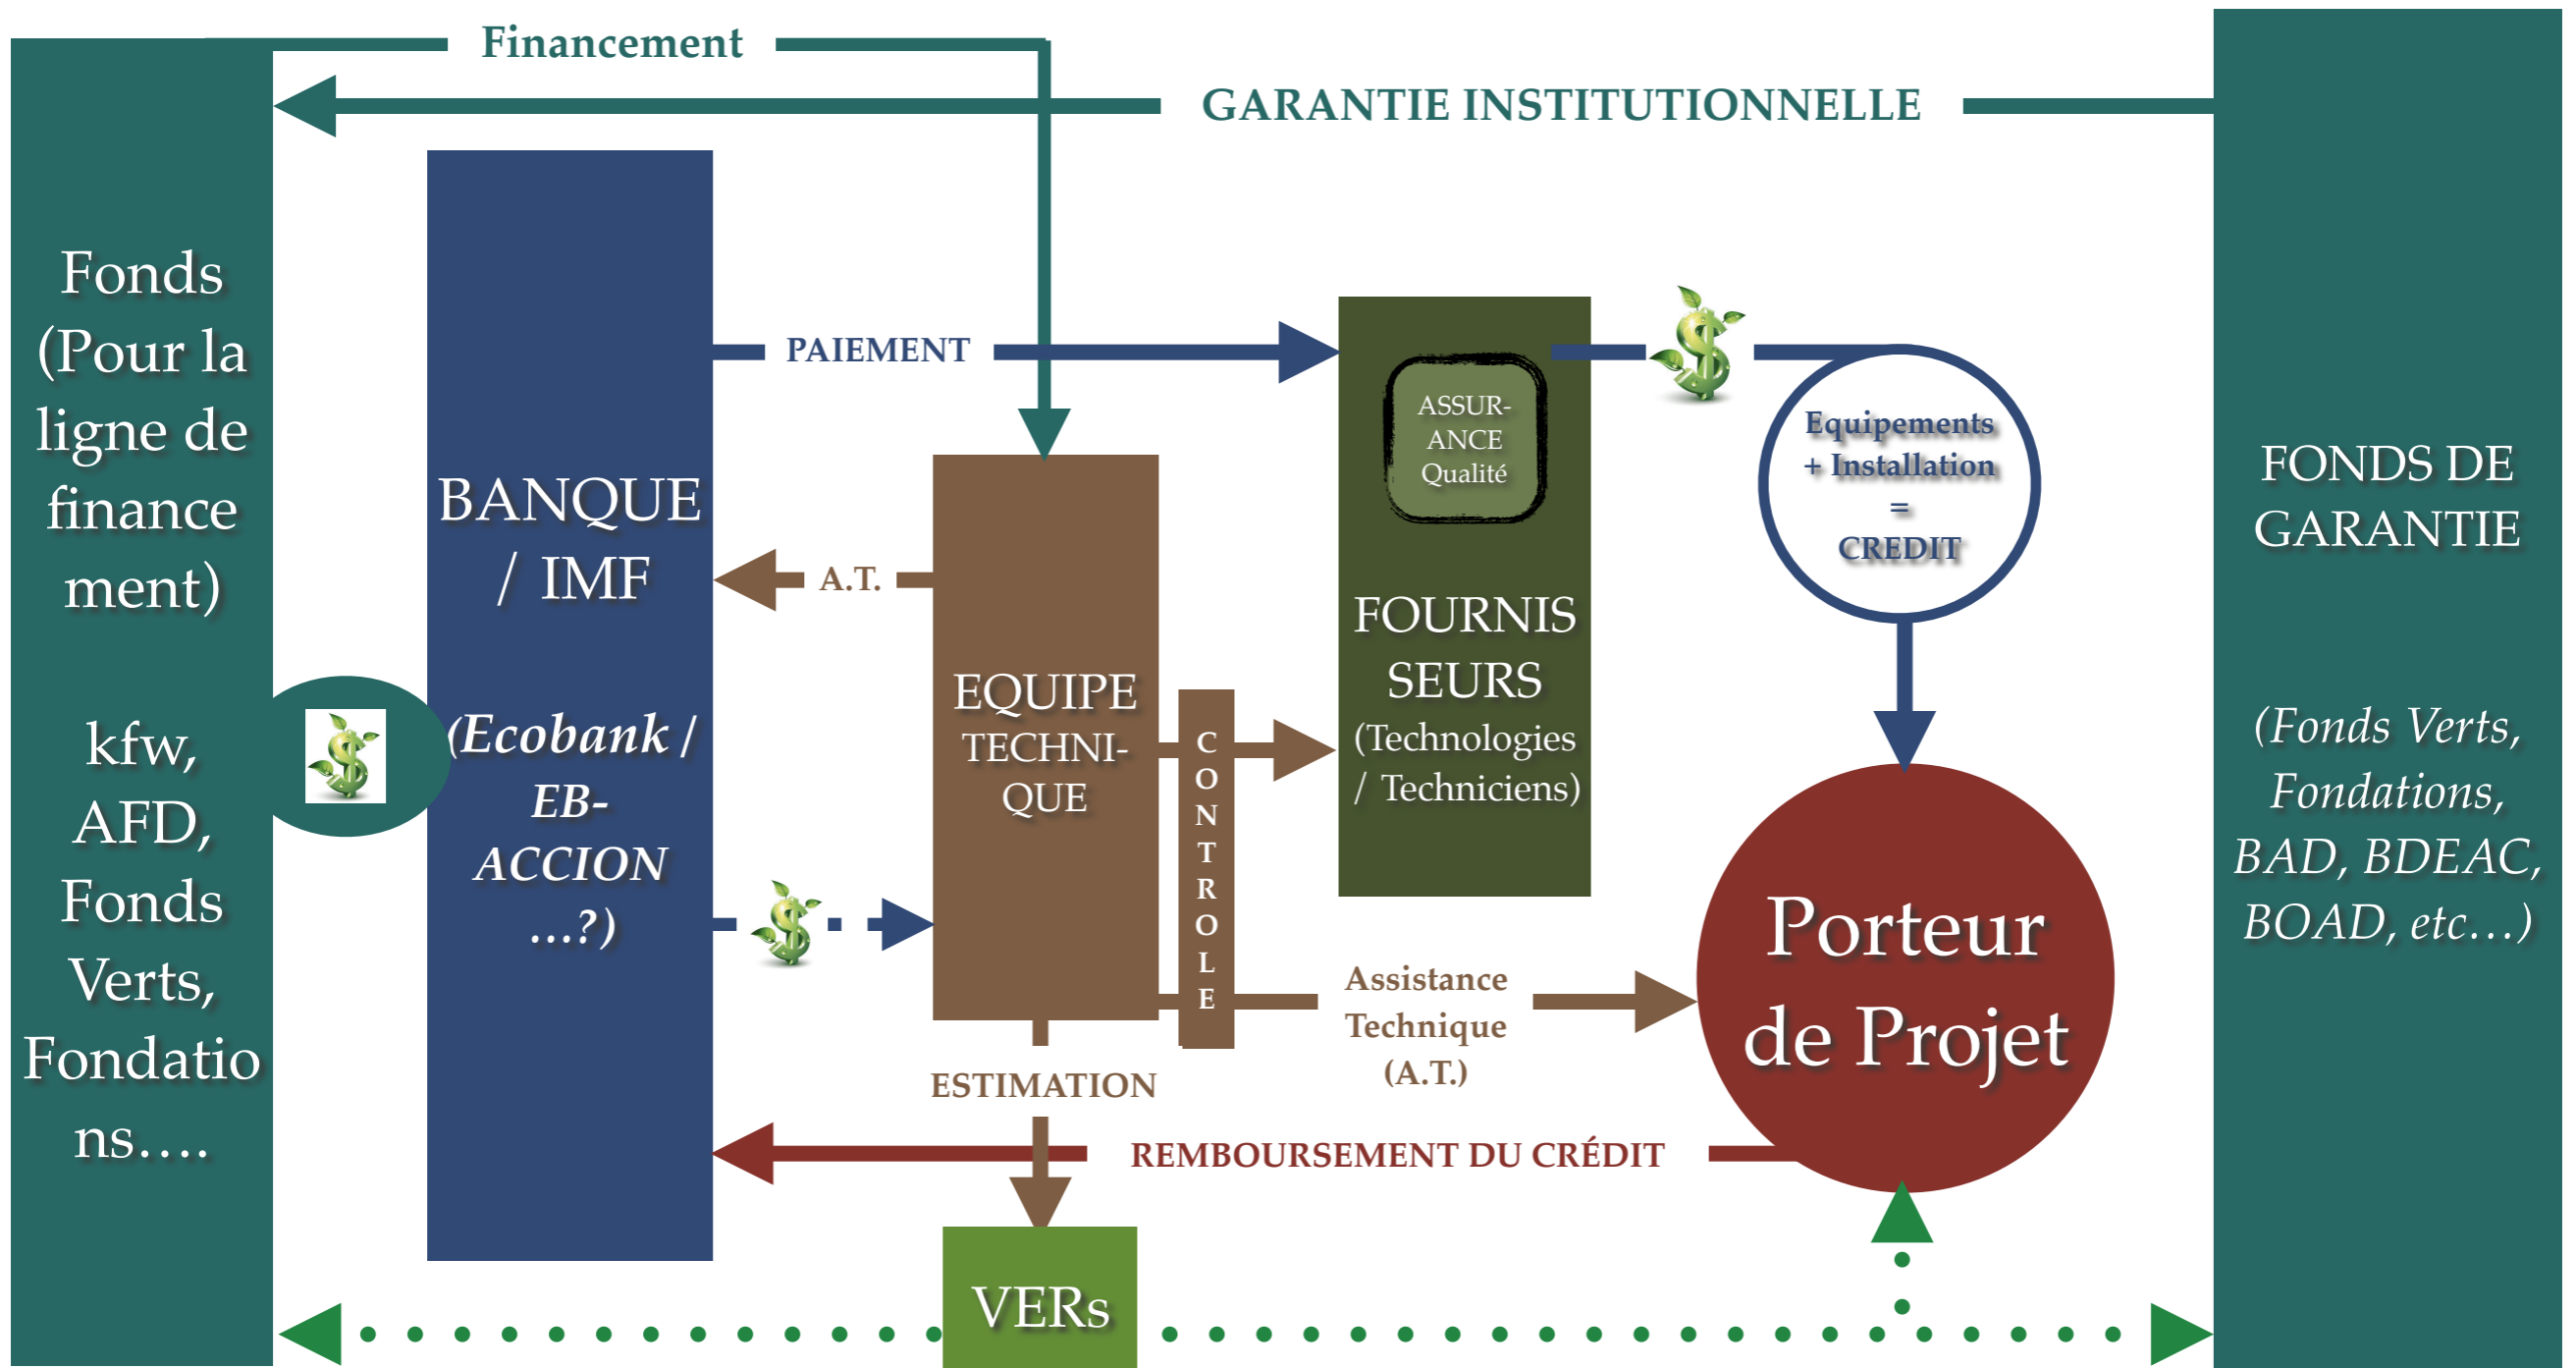 Financement
GARANTIE INSTITUTIONNELLE
Fonds
(Pour la
ligne de
finance
ment)
kfw,
AFD,
Fonds
Verts,
Fondatio
ns….
BANQUE
/ IMF
(Ecobank /
EB-
ACCION
…?)
PAIEMENT
A.T.
EQUIPE
TECHNI-
QUE
CONTROLE
ASSUR-
ANCE
Qualité
FOURNIS
SEURS
(Technologies
/ Techniciens)
Equipements
+ Installation
=
CREDIT
Assistance
Technique
(A.T.)
Porteur
de Projet
FONDS DE
GARANTIE
(Fonds Verts,
Fondations,
BAD, BDEAC,
BOAD, etc…)
ESTIMATION
REMBOURSEMENT DU CRÉDIT
VERs